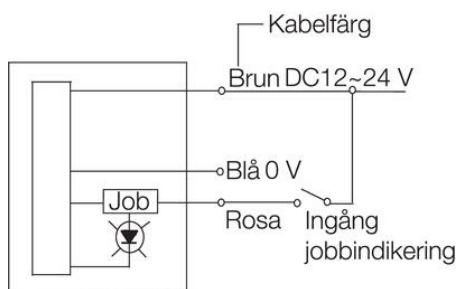 Kabelfärg
Brun DC12~24 V
Blå 0 V
Job
Rosa
Ingång
jobbindikering